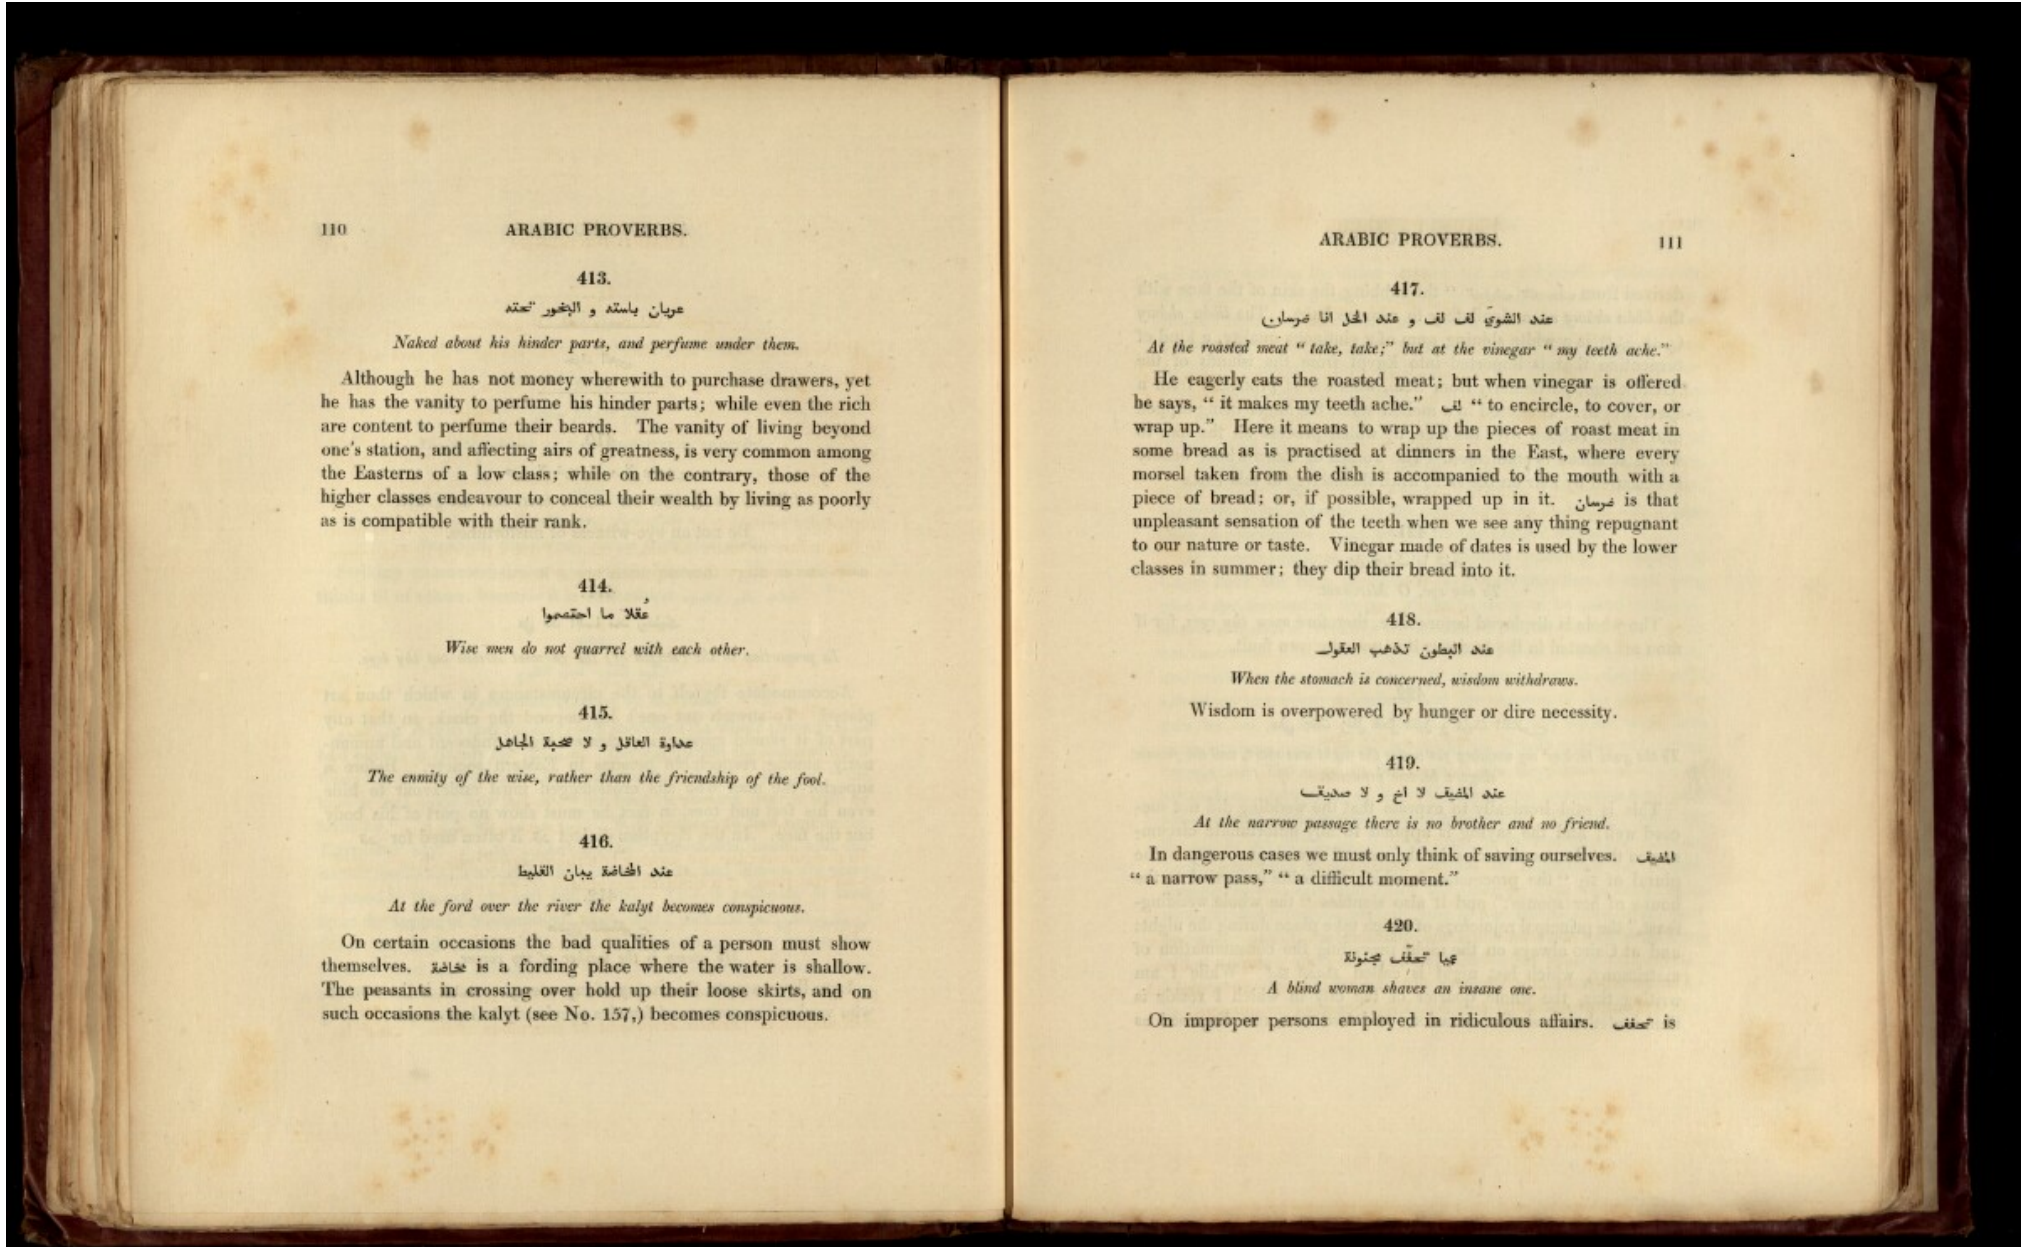 110 ARABIC PROVERBS.
413.
عريان باسته و البخور تحته
Naked about his hinder parts, and perfume under them.
Although he has not money wherewith to purchase drawers, yet
he has the vanity to perfume his hinder parts; while even the rich
are content to perfume their beards. The vanity of living beyond
one's station, and affecting airs of greatness, is very common among
the Easterns of a low class; while on the contrary, those of the
higher classes endeavour to conceal their wealth by living as poorly
as is compatible with their rank.
414.
عُقلا ما احتصموا
Wise men do not quarrel with each other.
415.
عداوة العاقل و لا صحبة الجاهل
The enmity of the wise, rather than the friendship of the fool.
416.
عند المخاضة يبان القليط
At the ford over the river the kalyt becomes conspicuous.
On certain occasions the bad qualities of a person must show
themselves. مخاضة is a fording place where the water is shallow.
The peasants in crossing over hold up their loose skirts, and on
such occasions the kalyt (see No. 157,) becomes conspicuous.
ARABIC PROVERBS. 111
417.
عند الشوي لف لف و عند الخل انا ضرسان
At the roasted meat “ take, take;” but at the vinegar “ my teeth ache.”
He eagerly eats the roasted meat; but when vinegar is offered
he says, “ it makes my teeth ache.” لف “ to encircle, to cover, or
wrap up.” Here it means to wrap up the pieces of roast meat in
some bread as is practised at dinners in the East, where every
morsel taken from the dish is accompanied to the mouth with a
piece of bread; or, if possible, wrapped up in it. ضرسان is that
unpleasant sensation of the teeth when we see any thing repugnant
to our nature or taste. Vinegar made of dates is used by the lower
classes in summer; they dip their bread into it.
418.
عند البطون تذهب العقول
When the stomach is concerned, wisdom withdraws.
Wisdom is overpowered by hunger or dire necessity.
419.
عند المضيق لا اخ و لا صديق
At the narrow passage there is no brother and no friend.
In dangerous cases we must only think of saving ourselves. المضيق
“ a narrow pass,” “ a difficult moment.”
420.
عميا تحفّف مجنونة
A blind woman shaves an insane one.
On improper persons employed in ridiculous affairs. تحفف is